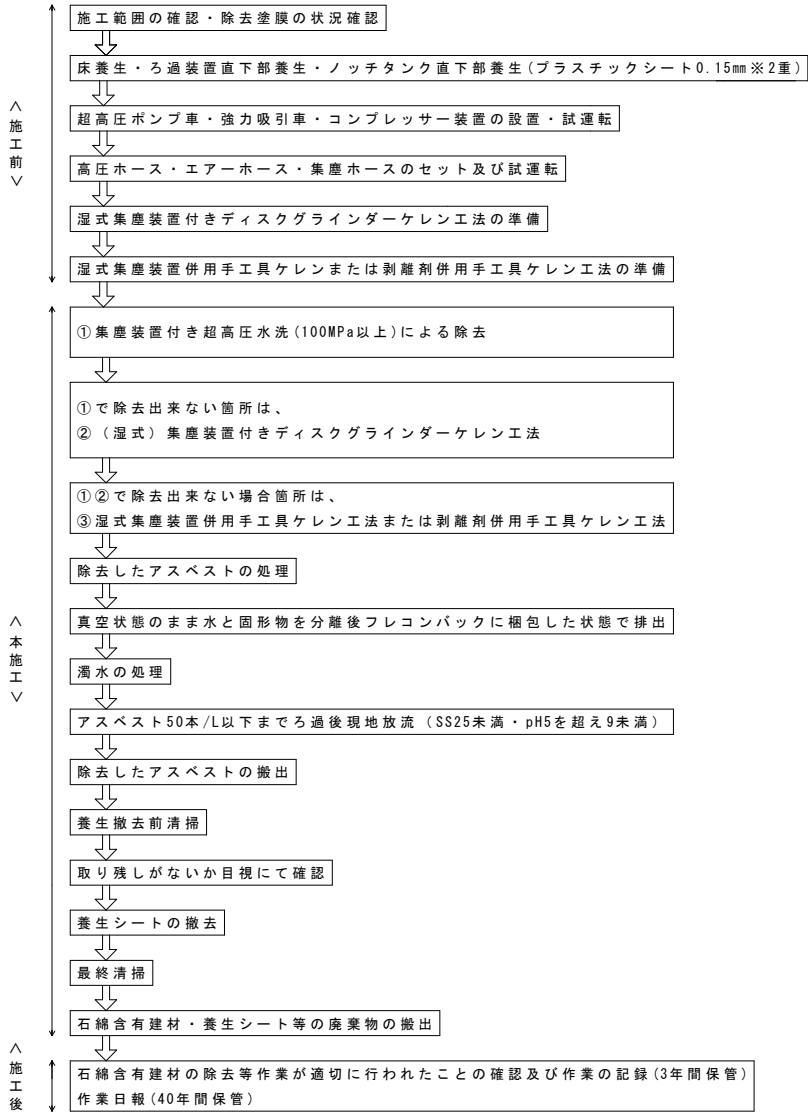 施工範囲の確認・除去塗膜の状況確認
床養生・ろ過装置直下部養生・ノッチタンク直下部養生(プラスチックシート0.15㎜※2重)
超高圧ポンプ車・強力吸引車・コンプレッサー装置の設置・試運転
<施工前>
高圧ホース・エアーホース・集塵ホースのセット及び試運転
湿式集塵装置付きディスクグラインダーケレン工法の準備
湿式集塵装置併用手工具ケレンまたは剥離剤併用手工具ケレン工法の準備
①集塵装置付き超高圧水洗(100MPa以上)による除去
①で除去出来ない箇所は、
②（湿式）集塵装置付きディスクグラインダーケレン工法
①②で除去出来ない場合箇所は、
③湿式集塵装置併用手工具ケレン工法または剥離剤併用手工具ケレン工法
除去したアスベストの処理
真空状態のまま水と固形物を分離後フレコンバックに梱包した状態で排出
<本施工>
濁水の処理
アスベスト50本/L以下までろ過後現地放流（SS25未満・pH5を超え9未満）
除去したアスベストの搬出
養生撤去前清掃
取り残しがないか目視にて確認
養生シートの撤去
最終清掃
石綿含有建材・養生シート等の廃棄物の搬出
<施工後
石綿含有建材の除去等作業が適切に行われたことの確認及び作業の記録(3年間保管)
作業日報(40年間保管)